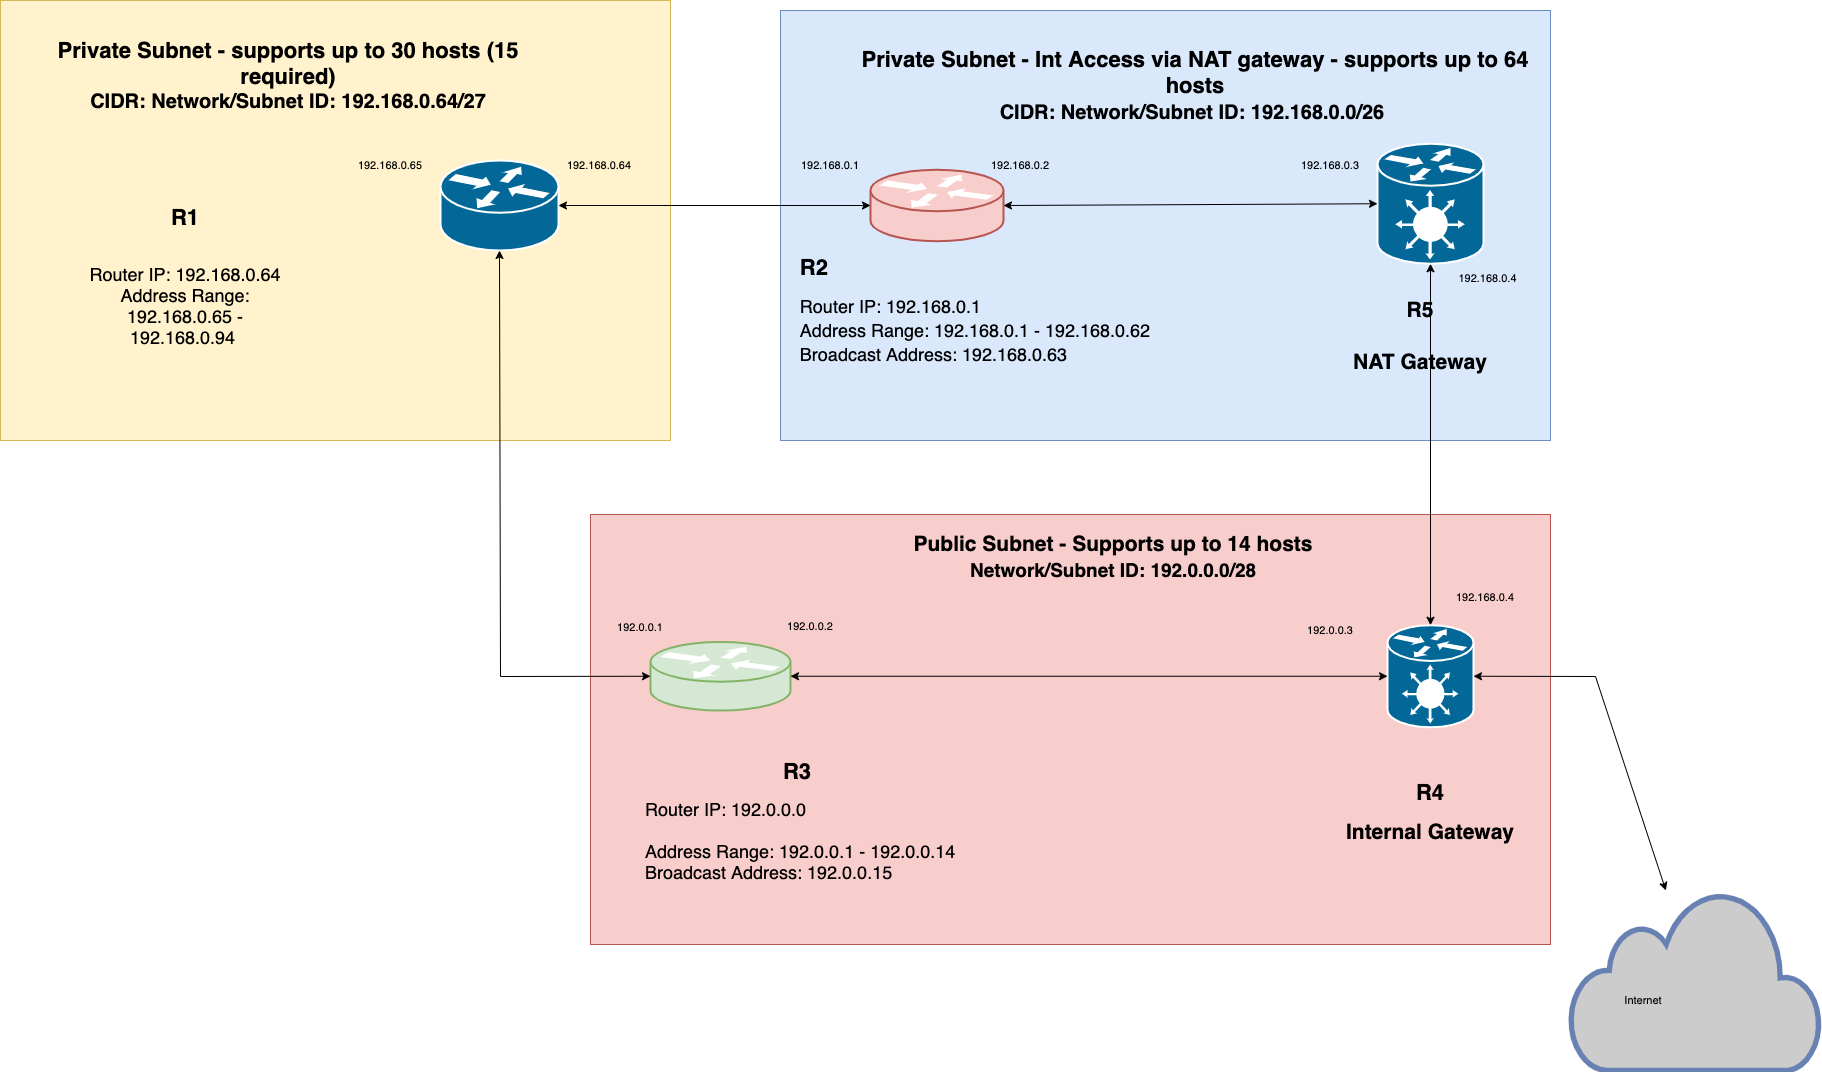 Private Subnet - supports up to 30 hosts (15
required)
CIDR: Network/Subnet ID: 192.168.0.64/27
192.168.0.65
192.168.0.64
R1
Router IP: 192.168.0.64
Address Range:
192.168.0.65 -
192.168.0.94
Private Subnet - Int Access via NAT gateway - supports up to 64
hosts
CIDR: Network/Subnet ID: 192.168.0.0/26
192.168.0.1
192.168.0.2
192.168.0.3
R2
Router IP: 192.168.0.1
Address Range: 192.168.0.1 - 192.168.0.62
Broadcast Address: 192.168.0.63
192.168.0.4
R5
NAT Gateway
Public Subnet - Supports up to 14 hosts
Network/Subnet ID: 192.0.0.0/28
192.168.0.4
192.0.0.1
192.0.0.2
192.0.0.3
R3
Router IP: 192.0.0.0
Address Range: 192.0.0.1 - 192.0.0.14
Broadcast Address: 192.0.0.15
R4
Internal Gateway
Internet